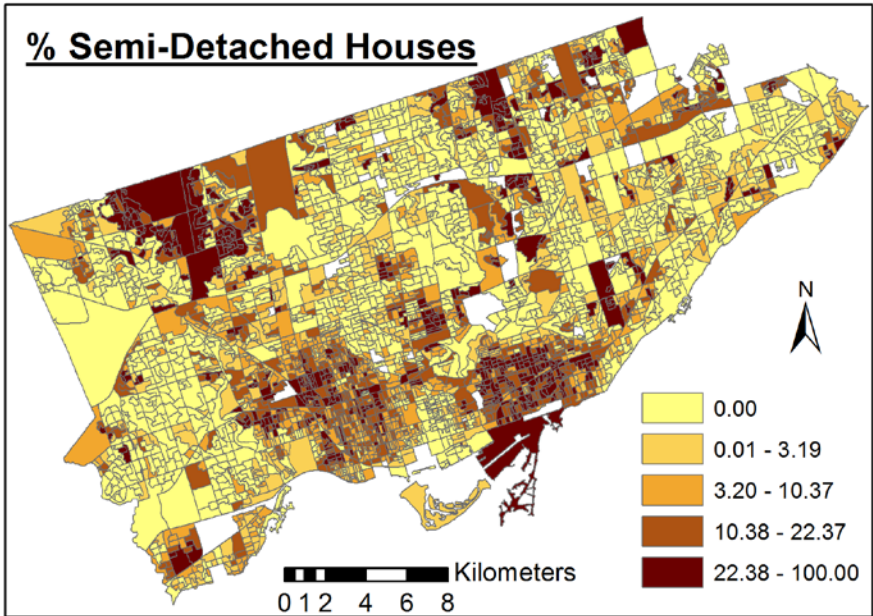 % Semi-Detached Houses
N
0.00
0.01 - 3.19
3.20 - 10.37
10.38 - 22.37
22.38 - 100.00
Kilometers
0 1 2 4 6 8